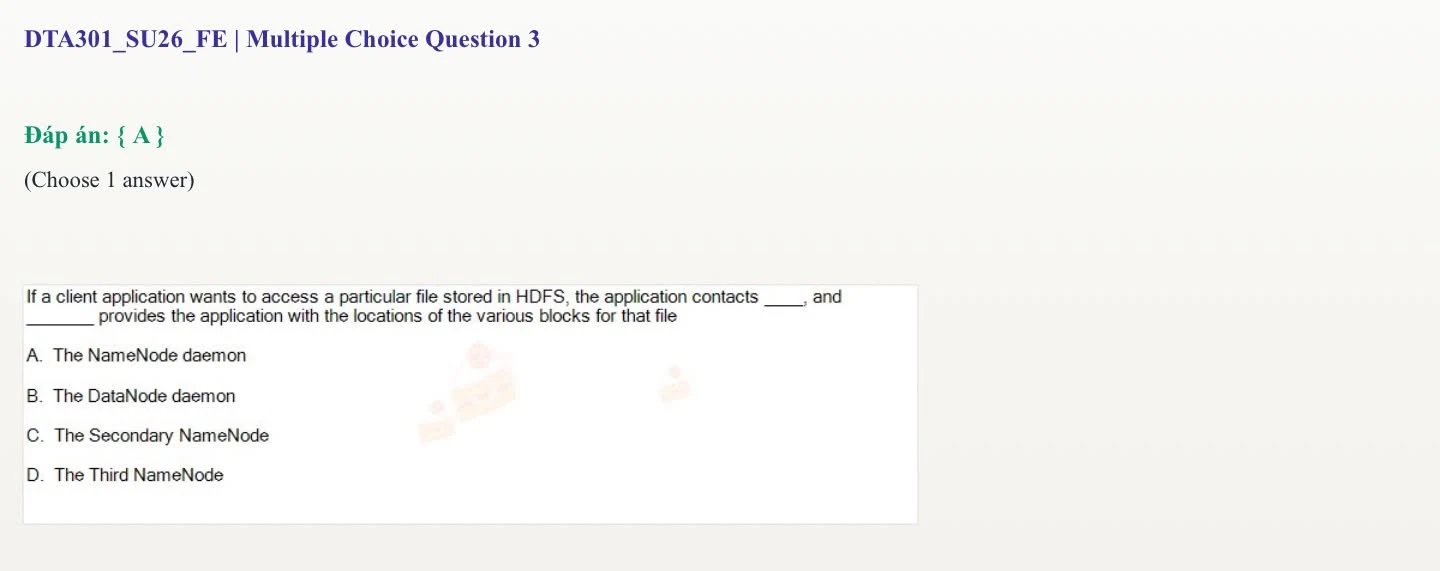 DTA301_SU26_FE | Multiple Choice Question 3
Đáp án: { A }
(Choose 1 answer)
If a client application wants to access a particular file stored in HDFS, the application contacts ____, and
_______ provides the application with the locations of the various blocks for that file
A. The NameNode daemon
B. The DataNode daemon
C. The Secondary NameNode
D. The Third NameNode